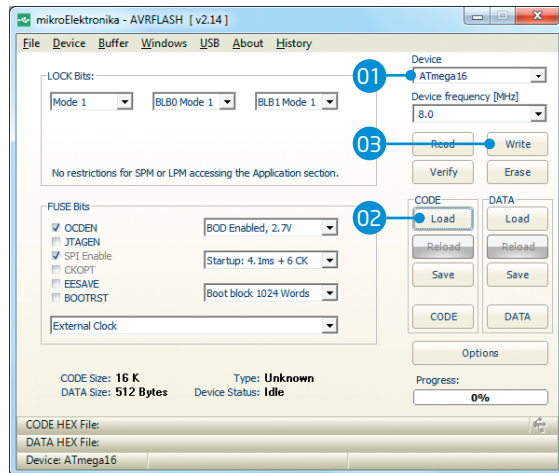 mikroElektronika - AVRFLASH [ v2.14 ]
File Device Buffer Windows USB About History
LOCK Bits:
Mode 1
BLB0 Mode 1
BLB1 Mode 1
No restrictions for SPM or LPM accessing the Application section.
FUSE Bits
OCDEN
JTAGEN
SPI Enable
CKOPT
EESAVE
BOOTRST
BOD Enabled, 2.7V
Startup: 4.1ms + 6 CK
Boot block 1024 Words
External Clock
CODE Size: 16 K
DATA Size: 512 Bytes
Type: Unknown
Device Status: Idle
01
Device
ATmega16
Device frequency [MHz]
8.0
03
Read
Write
Verify
Erase
02
CODE
Load
Reload
Save
CODE
DATA
Load
Reload
Save
DATA
Options
Progress:
0%
CODE HEX File:
DATA HEX File:
Device: ATmega16